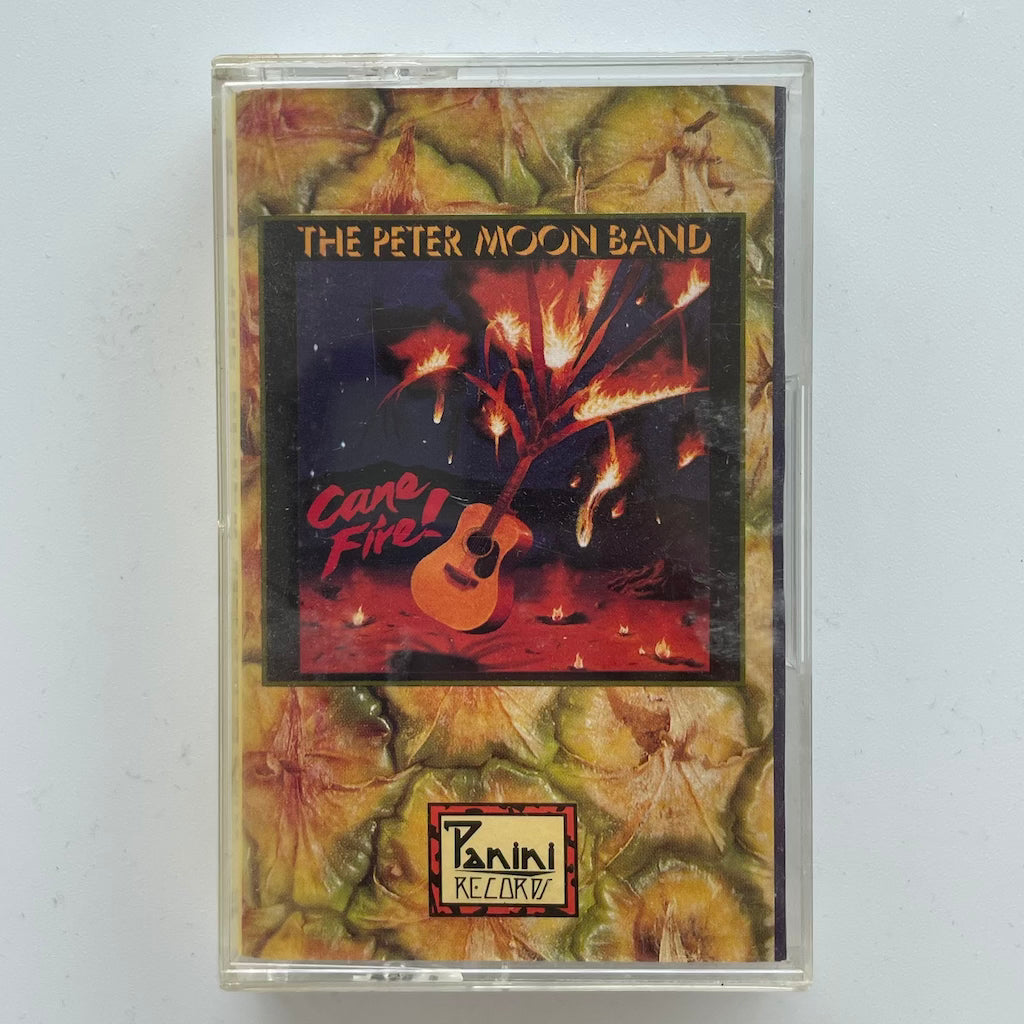 THE PETER MOON BAND
Cane
Fire!
Panini
RECORDS